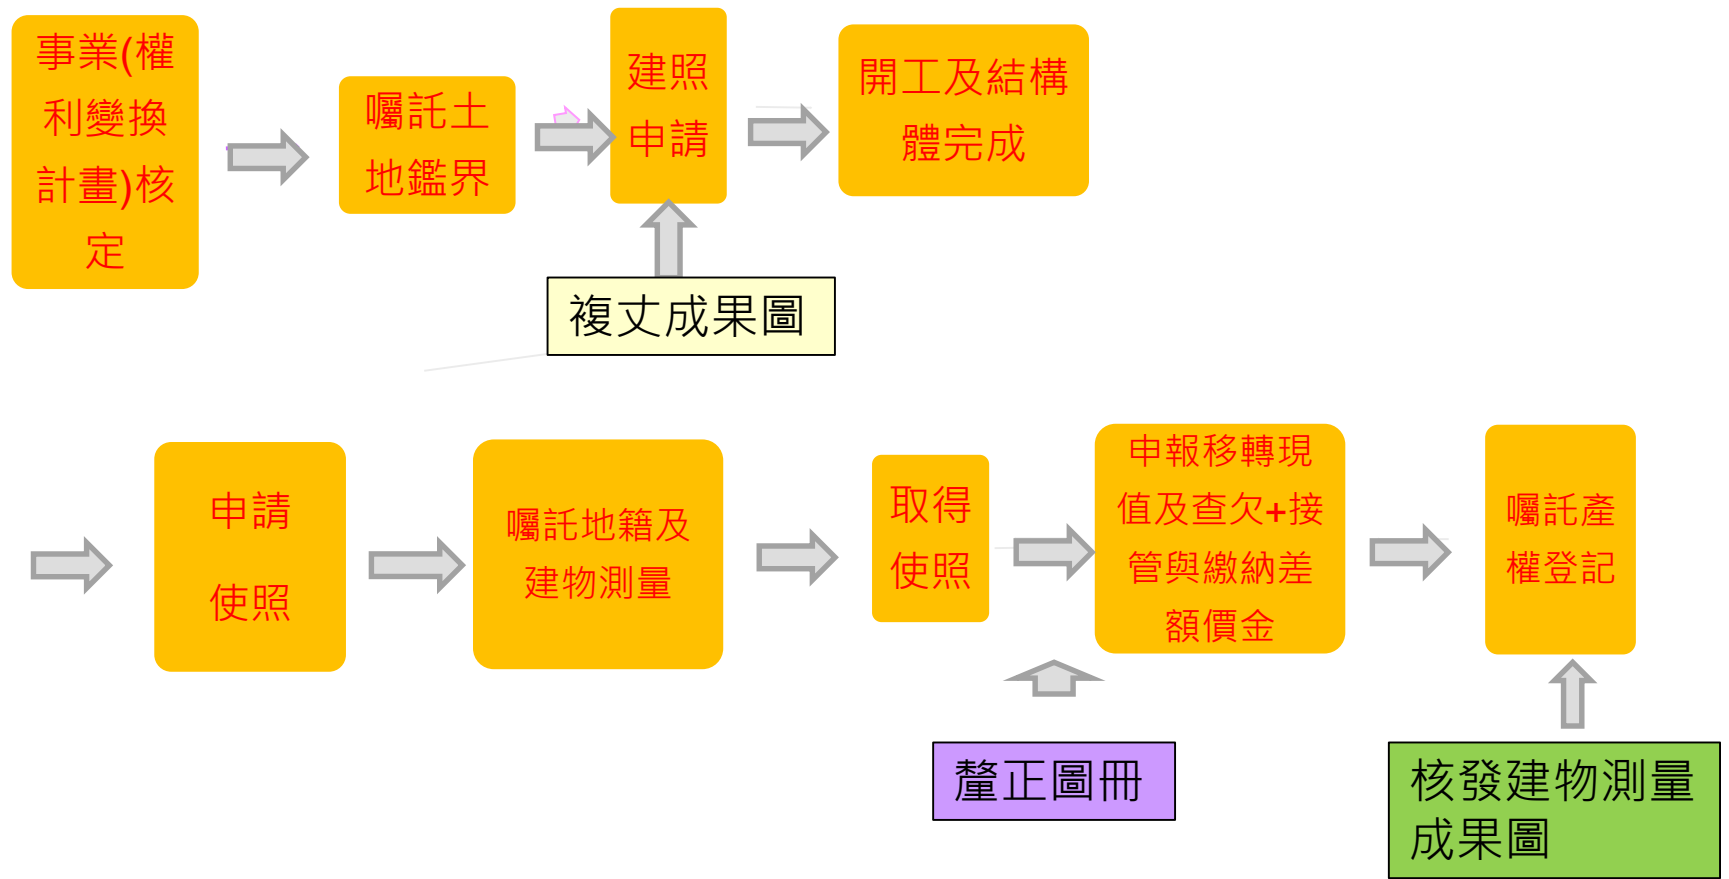 事業(權
利變換
計畫)核
定
囑託土
地鑑界
建照
申請
開工及結構
體完成
複丈成果圖
申請
使照
囑託地籍及
建物測量
取得
使照
申報移轉現
值及查欠+接
管與繳納差
額價金
囑託產
權登記
釐正圖冊
核發建物測量
成果圖